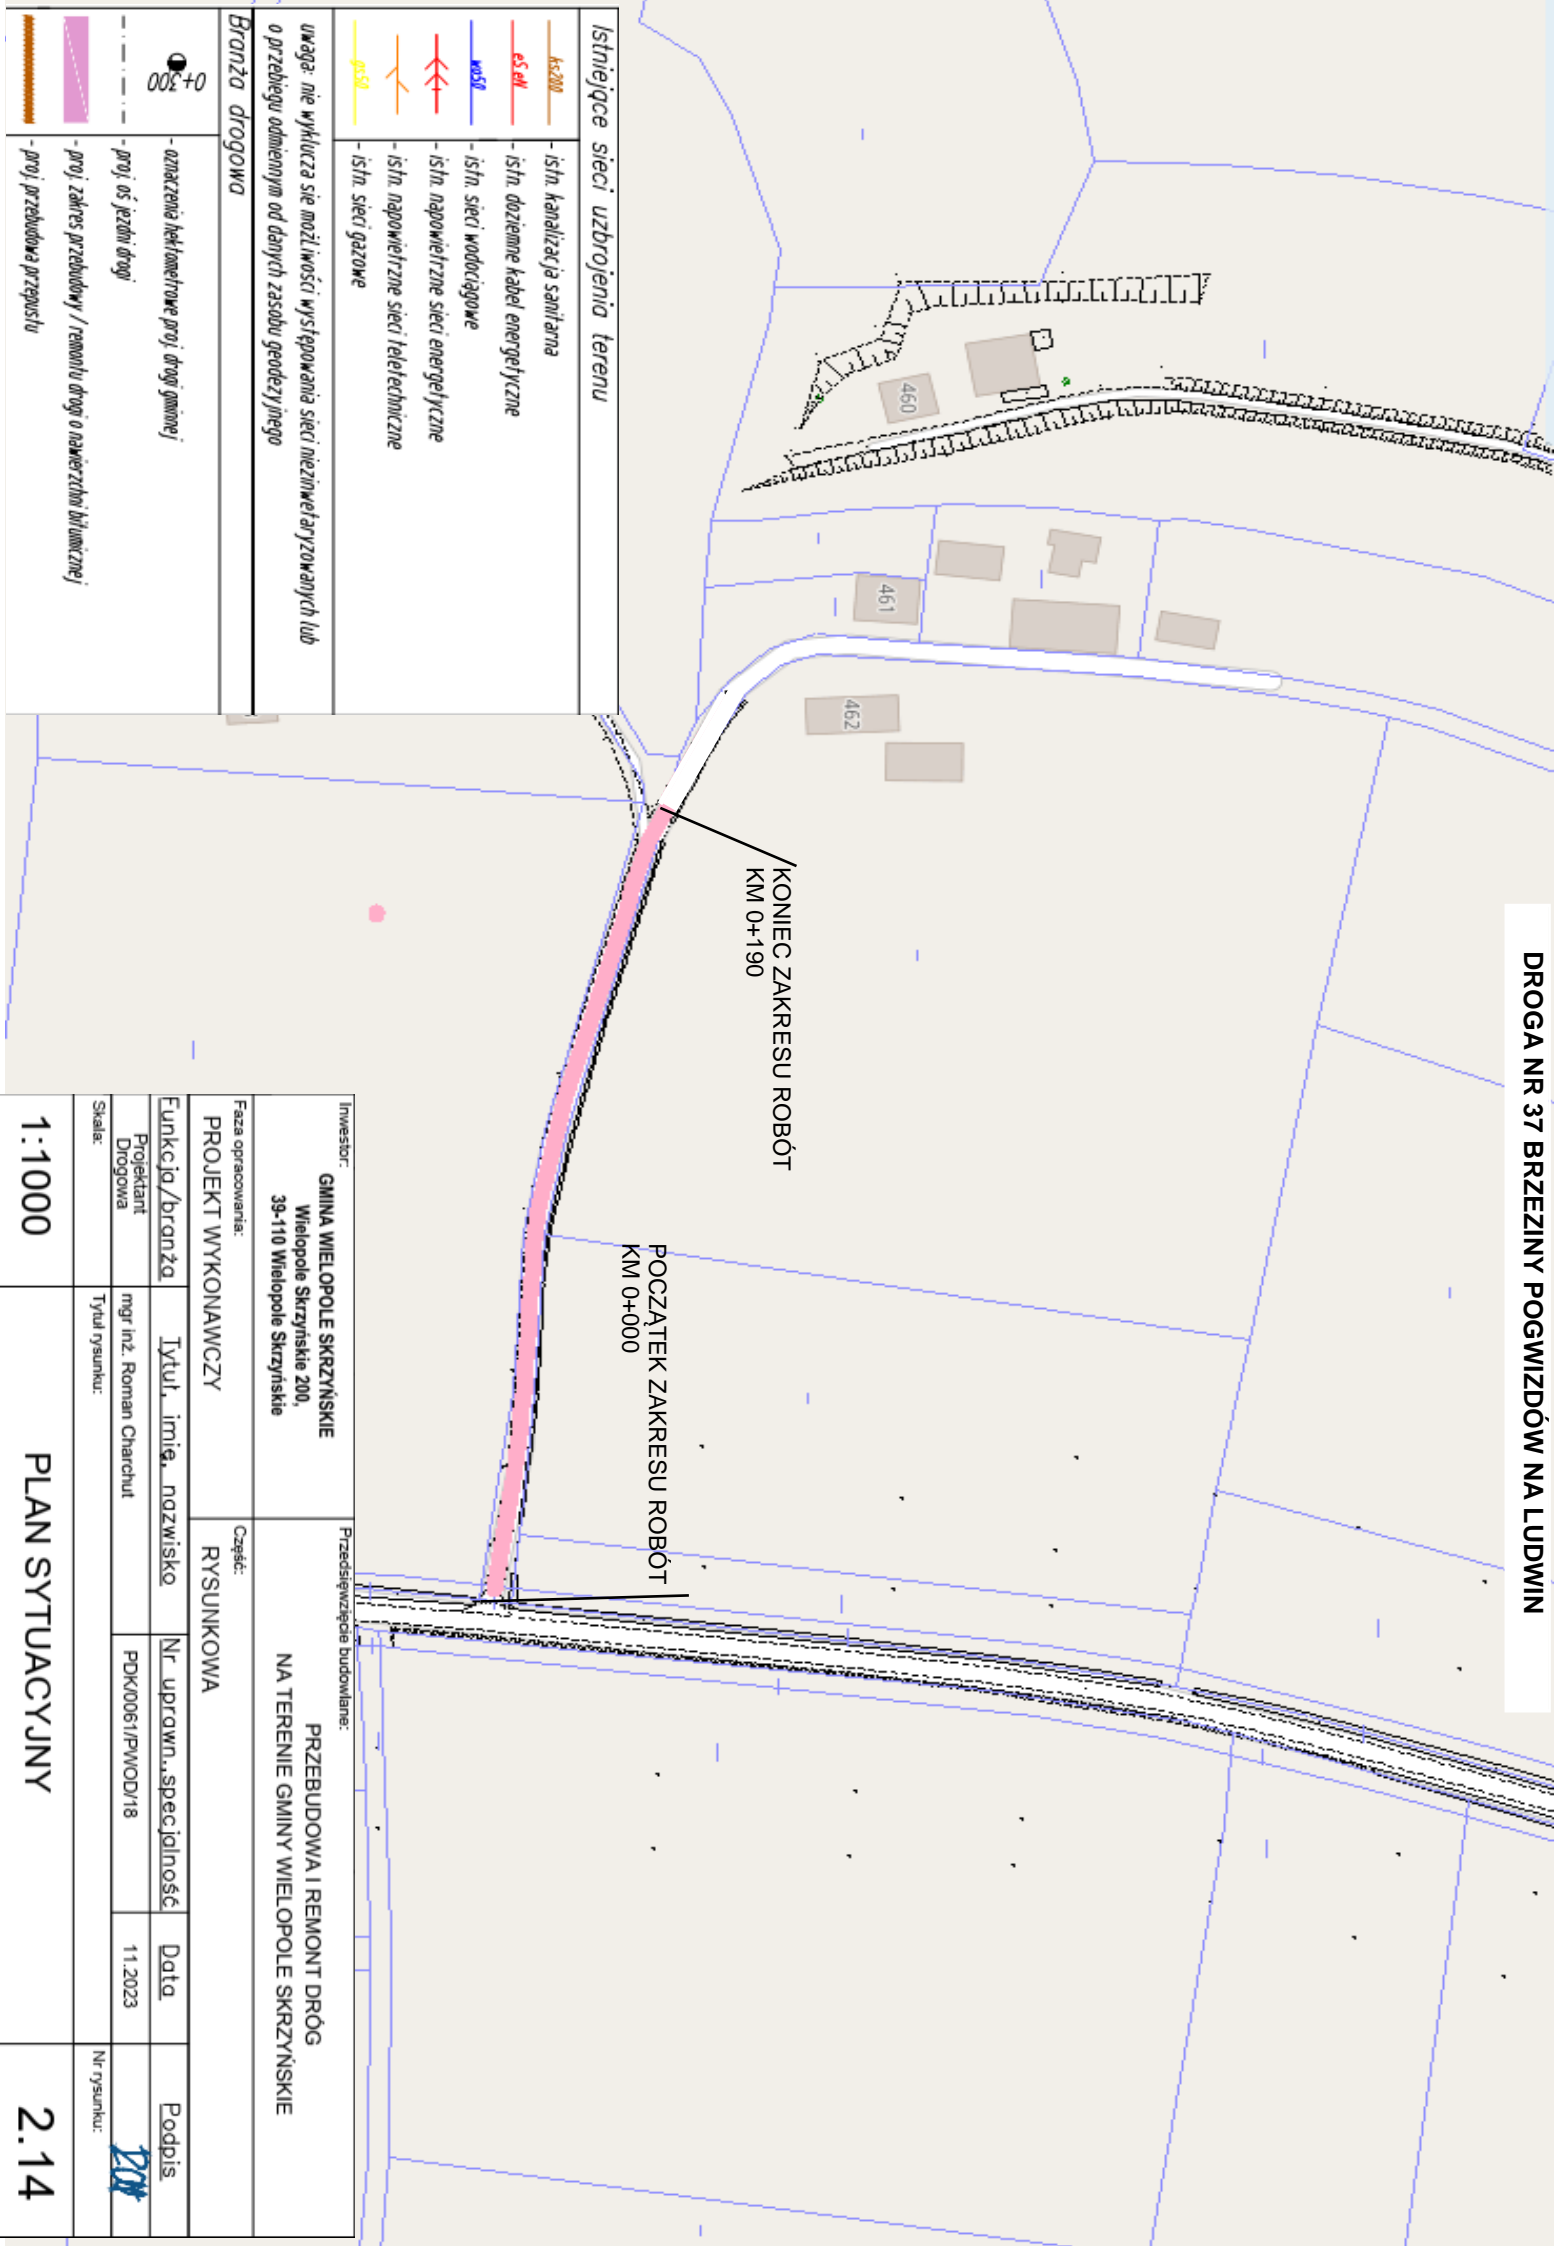 DROGA NR 37 BRZEZINY POGWIZDÓW NA LUDWIN
460
461
462
KONIEC ZAKRESU ROBÓT
KM 0+190
POCZĄTEK ZAKRESU ROBÓT
KM 0+000
Istniejące sieci uzbrojenia terenu
ks200 - istn. kanalizacja sanitarna
eS eN - istn. doziemne kabel energetyczne
wo50 - istn. sieci wodociągowe
- istn. napowietrzne sieci energetyczne
- istn. napowietrzne sieci teletechniczne
gs50 - istn. sieci gazowe
uwaga: nie wyklucza sie możliwości występowania sieci niezinwetaryzowanych lub
o przebiegu odmiennym od danych zasobu geodezyjnego
Branża drogowa
0+300 - oznaczenia hektometrowe proj. drogi gminnej
- proj. oś jezdni drogi
- proj. zakres przebudowy / remontu drogi o nawierzchni bitumicznej
- proj. przebudowa przepustu
Inwestor:
GMINA WIELOPOLE SKRZYŃSKIE
Wielopole Skrzyńskie 200,
39-110 Wielopole Skrzyńskie
Przedsięwzięcie budowlane:
PRZEBUDOWA I REMONT DRÓG
NA TERENIE GMINY WIELOPOLE SKRZYŃSKIE
Faza opracowania:
PROJEKT WYKONAWCZY
Część:
RYSUNKOWA
Funkcja/branża Tytuł, imię, nazwisko Nr uprawn.,specjalność Data Podpis
Projektant
Drogowa
mgr inż. Roman Charchut PDK/0061/PWOD/18 11.2023
Skala:
1:1000
Tytuł rysunku:
PLAN SYTUACYJNY
Nr rysunku:
2.14